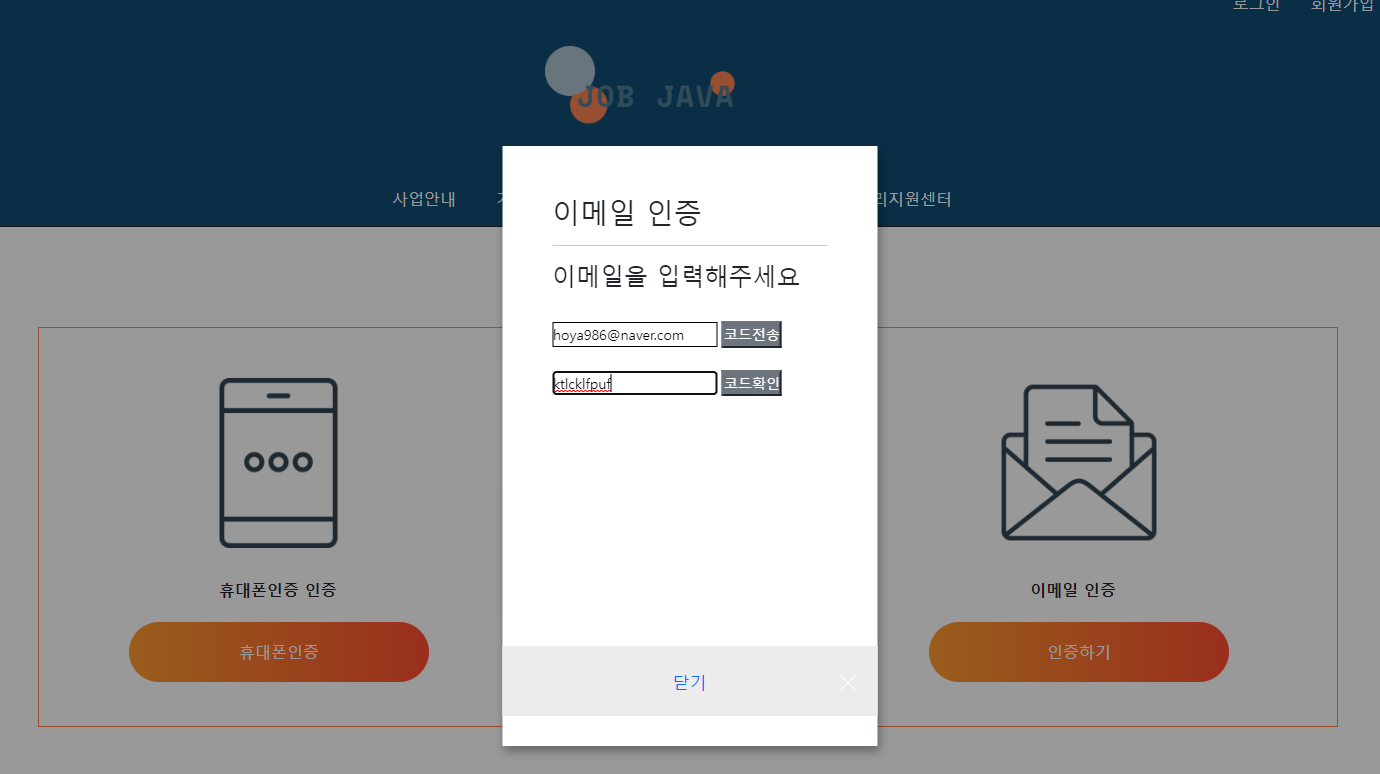 로그인 회원가입
JOB JAVA
사업안내
리지원센터
이메일 인증
이메일을 입력해주세요
hoya986@naver.com 코드전송
ktlcklfpuf 코드확인
휴대폰인증 인증
이메일 인증
휴대폰인증
인증하기
닫기